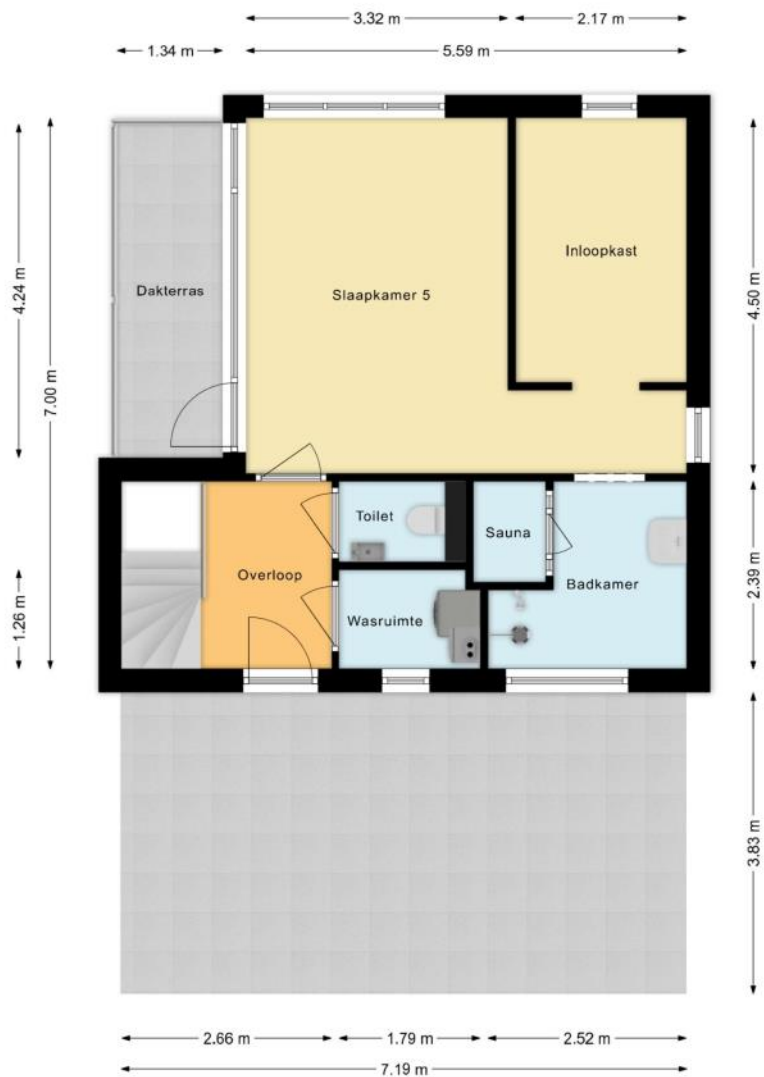 3.32 m
2.17 m
1.34 m
5.59 m
4.24 m
7.00 m
Dakterras
Slaapkamer 5
Inloopkast
4.50 m
Toilet
Sauna
Overloop
Badkamer
Wasruimte
1.26 m
2.39 m
3.83 m
2.66 m
1.79 m
2.52 m
7.19 m